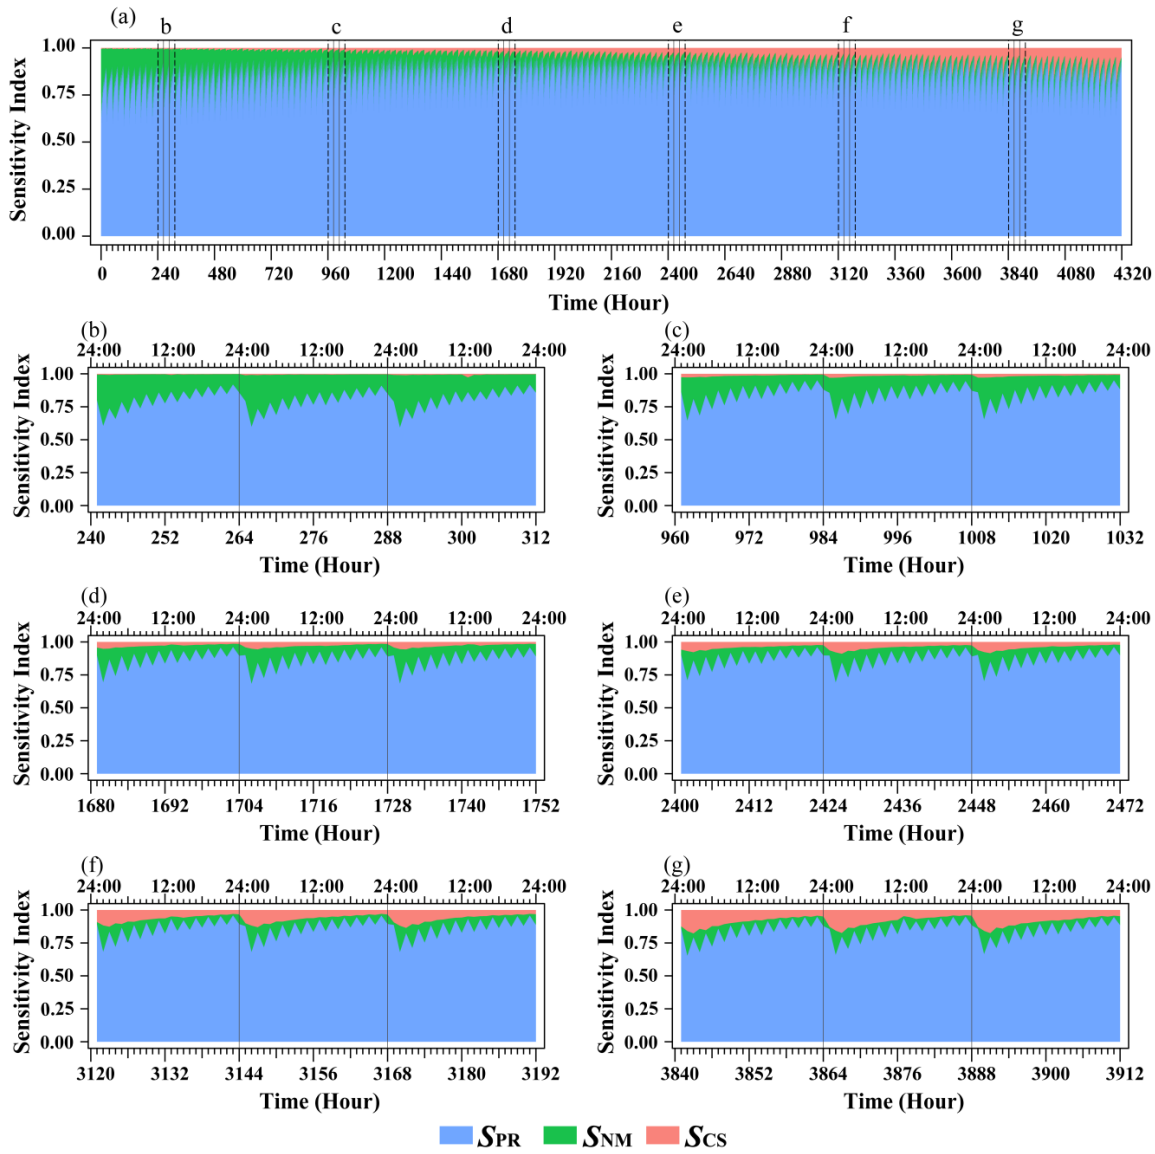 (a)
b c d e f g
Sensitivity Index
1.00
0.75
0.50
0.25
0.00
0 240 480 720 960 1200 1440 1680 1920 2160 2400 2640 2880 3120 3360 3600 3840 4080 4320
Time (Hour)
(b)
24:00 12:00 24:00 12:00 24:00 12:00 24:00
Sensitivity Index
1.00
0.75
0.50
0.25
0.00
240 252 264 276 288 300 312
Time (Hour)
(c)
24:00 12:00 24:00 12:00 24:00 12:00 24:00
Sensitivity Index
1.00
0.75
0.50
0.25
0.00
960 972 984 996 1008 1020 1032
Time (Hour)
(d)
24:00 12:00 24:00 12:00 24:00 12:00 24:00
Sensitivity Index
1.00
0.75
0.50
0.25
0.00
1680 1692 1704 1716 1728 1740 1752
Time (Hour)
(e)
24:00 12:00 24:00 12:00 24:00 12:00 24:00
Sensitivity Index
1.00
0.75
0.50
0.25
0.00
2400 2412 2424 2436 2448 2460 2472
Time (Hour)
(f)
24:00 12:00 24:00 12:00 24:00 12:00 24:00
Sensitivity Index
1.00
0.75
0.50
0.25
0.00
3120 3132 3144 3156 3168 3180 3192
Time (Hour)
(g)
24:00 12:00 24:00 12:00 24:00 12:00 24:00
Sensitivity Index
1.00
0.75
0.50
0.25
0.00
3840 3852 3864 3876 3888 3900 3912
Time (Hour)
SPR SNM SCS